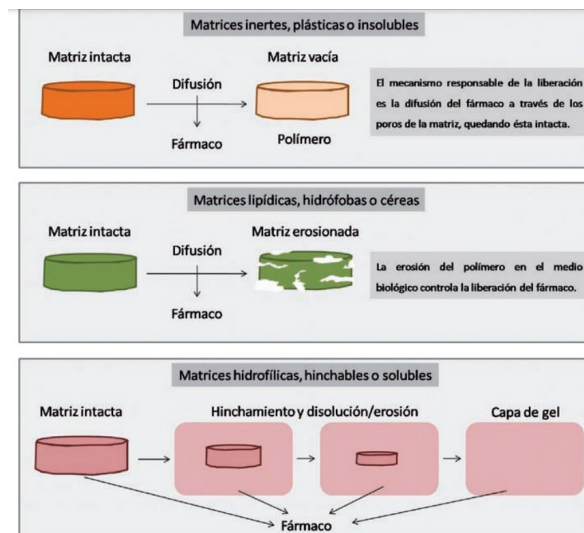 Matrices inertes, plásticas o insolubles
Matriz intacta
Difusión
Fármaco
Matriz vacía
Polímero
El mecanismo responsable de la liberación
es la difusión del fármaco a través de los
poros de la matriz, quedando ésta intacta.
Matrices lipídicas, hidrófobas o céreas
Matriz intacta
Difusión
Fármaco
Matriz erosionada
La erosión del polímero en el medio
biológico controla la liberación del fármaco.
Matrices hidrofílicas, hinchables o solubles
Matriz intacta
Hinchamiento y disolución/erosión
Capa de gel
Fármaco